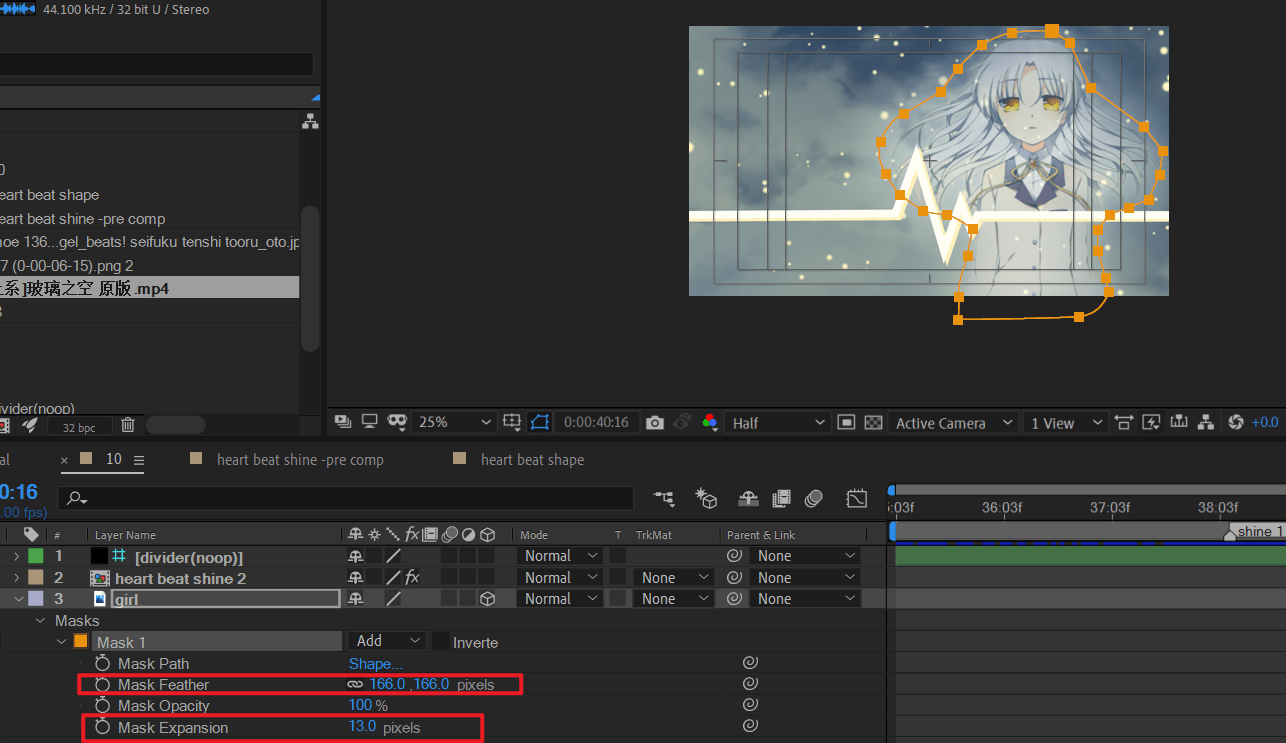 44.100 kHz / 32 bit U / Stereo
0
eart beat shape
eart beat shine -pre comp
noe 136...gel_beats! seifuku tenshi tooru_oto.jp
7 (0-00-06-15).png 2
系]玻璃之空 原版.mp4
3
ivider(noop)
32 bpc
25%
0:00:40:16
Half
Active Camera
1 View
+0.0
al
× 10
heart beat shine -pre comp
heart beat shape
0:16
.00 fps)
:03f
36:03f
37:03f
38:03f
# Layer Name
fx
Mode
T TrkMat
Parent & Link
shine 1
1 [divider(noop)] Normal None
2 heart beat shine 2 fx Normal None None
3 girl Normal None None
Masks
Mask 1 Add Inverte
Mask Path Shape...
Mask Feather 166.0 ,166.0 pixels
Mask Opacity 100 %
Mask Expansion 13.0 pixels